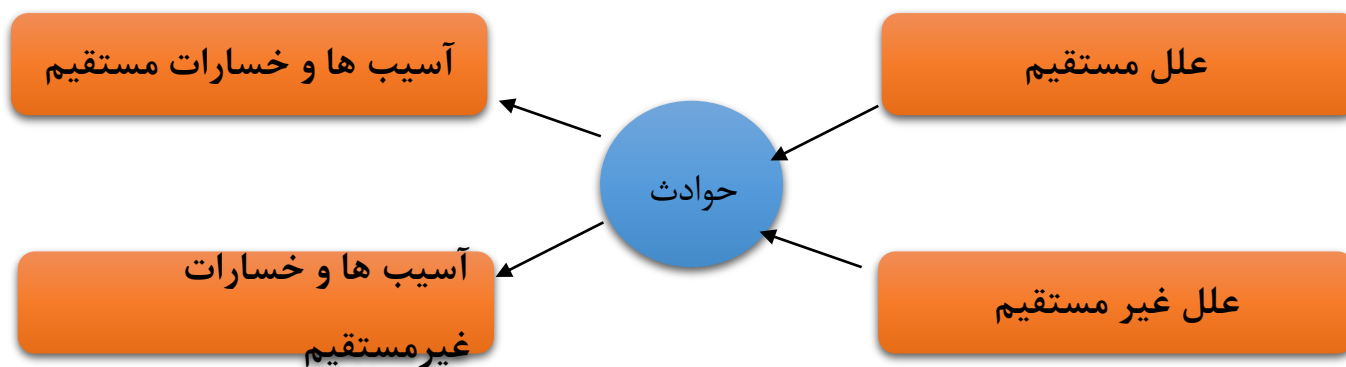 علل مستقیم
آسیب ها و خسارات مستقیم
حوادث
علل غیر مستقیم
آسیب ها و خسارات
غیرمستقیم